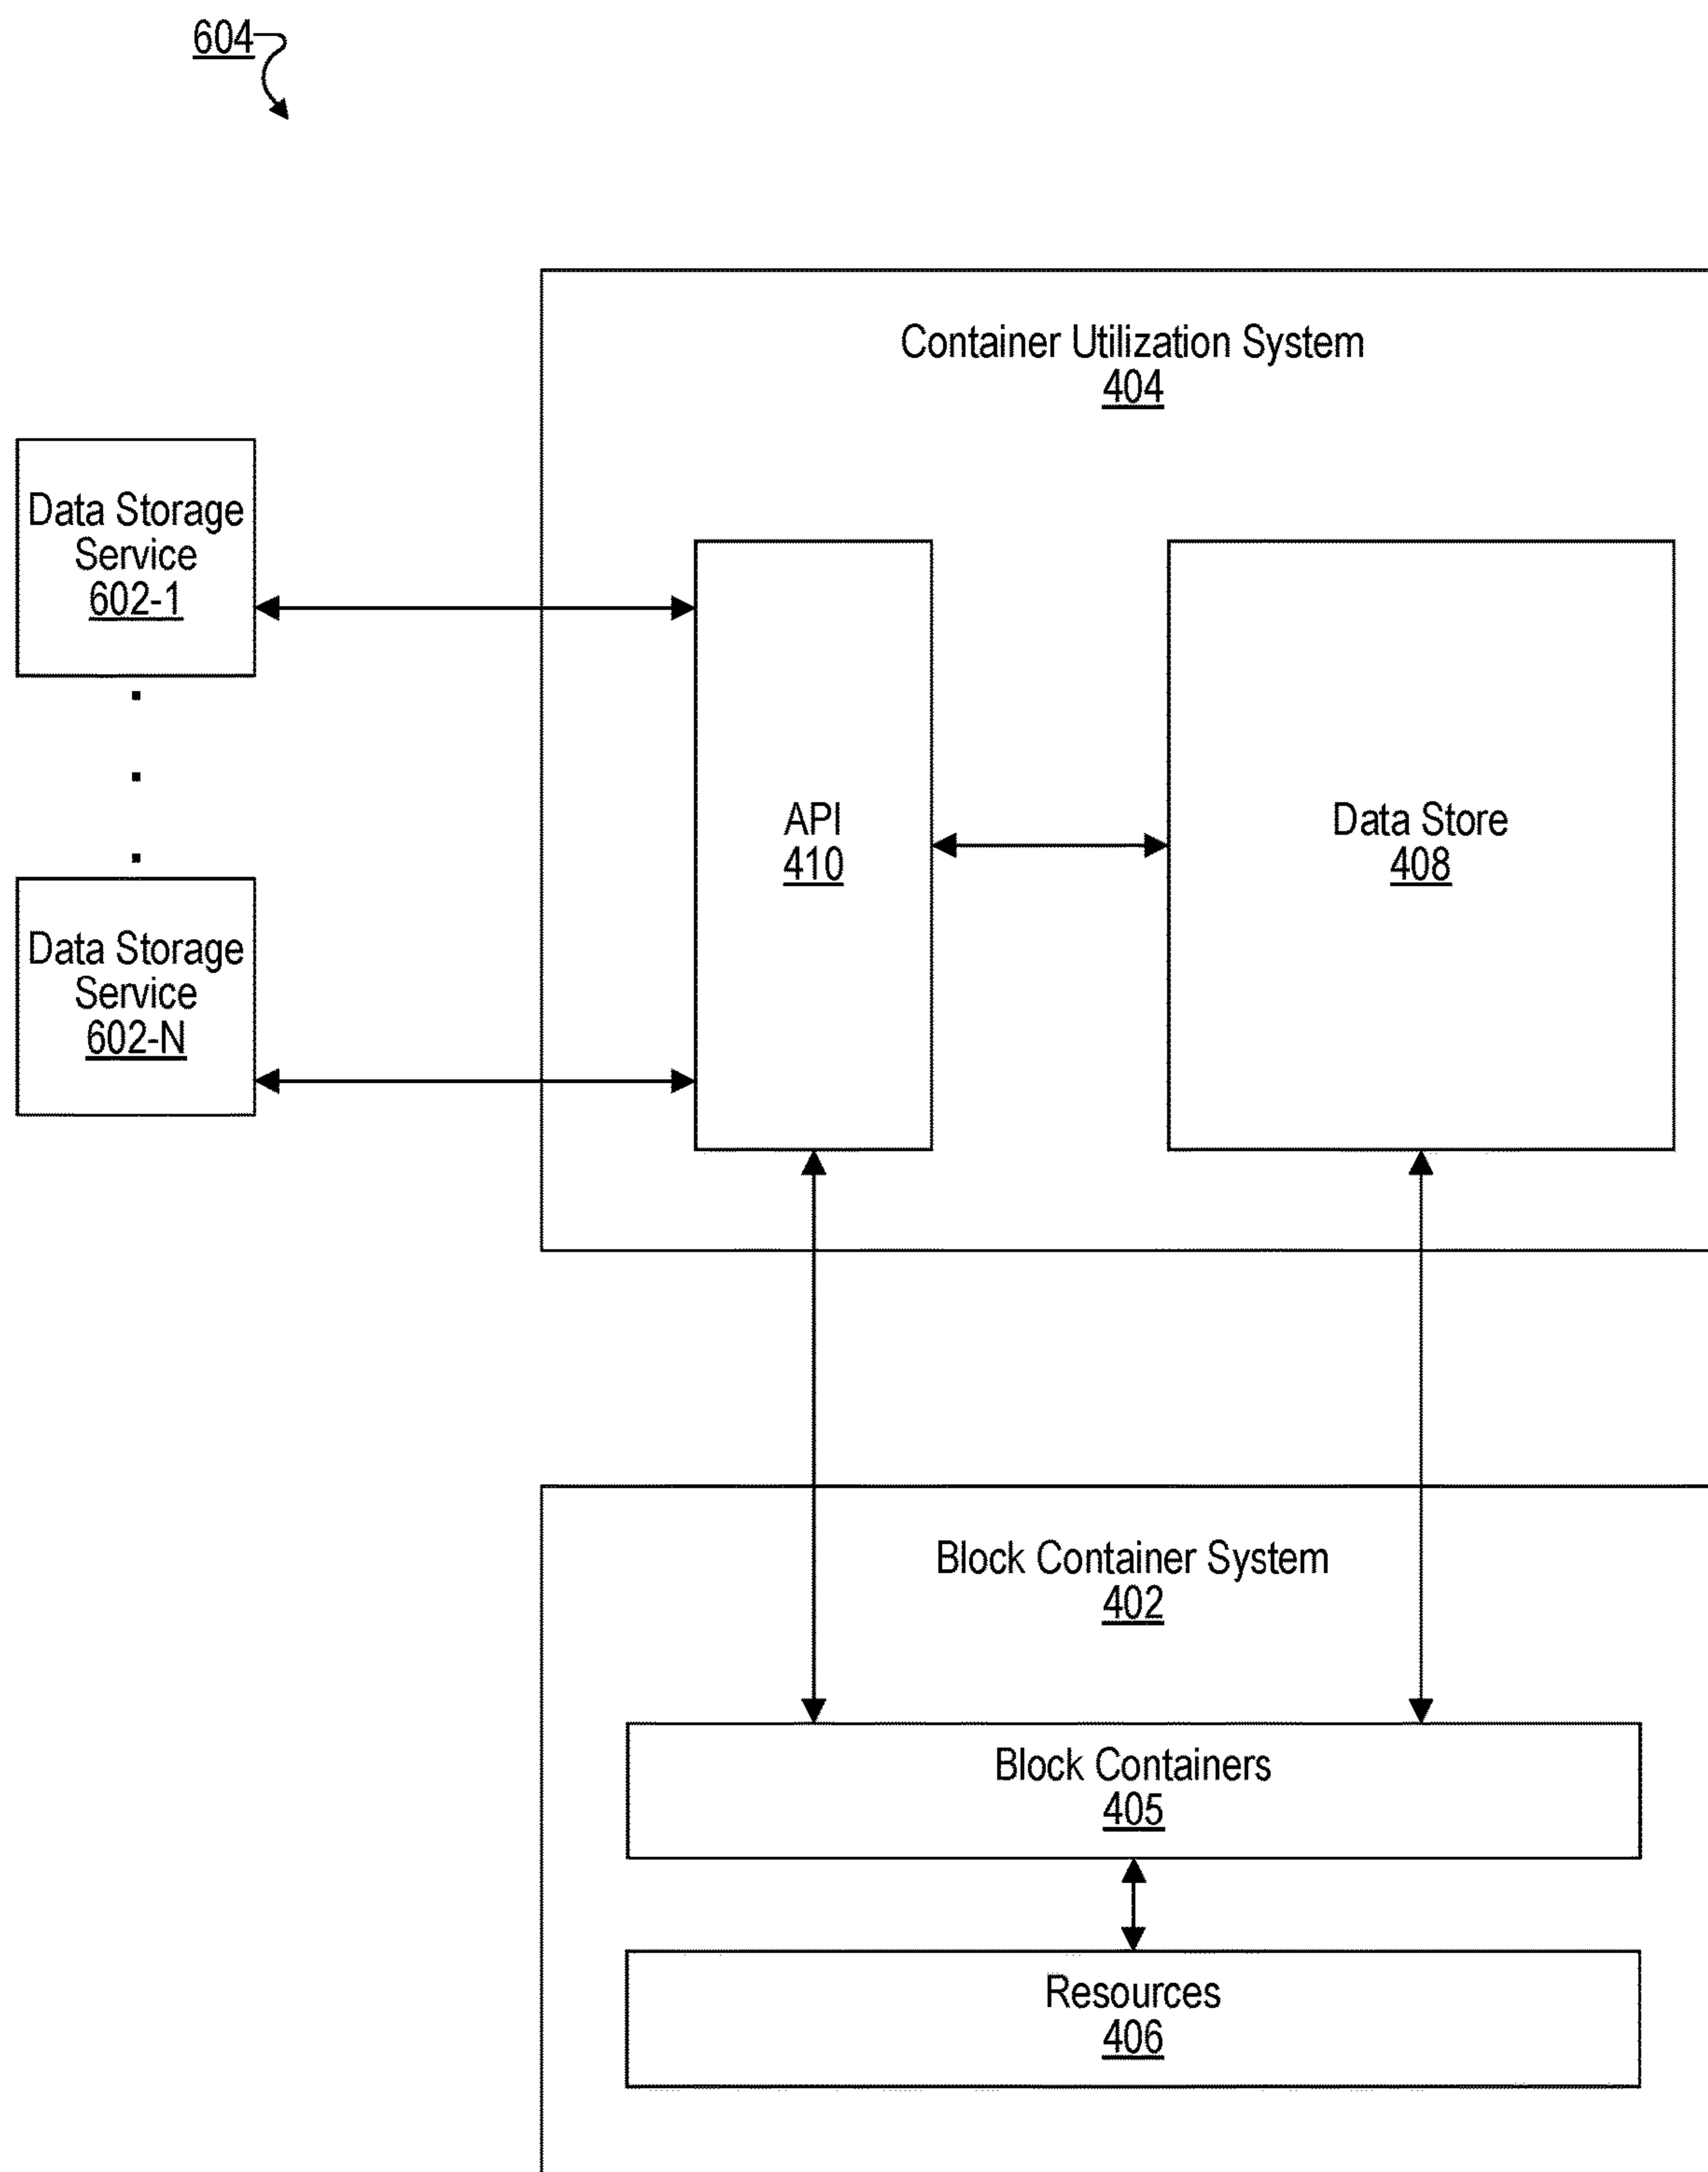 604
Container Utilization System
404
Data Storage
Service
602-1
API
410
Data Store
408
Data Storage
Service
602-N
Block Container System
402
Block Containers
405
Resources
406